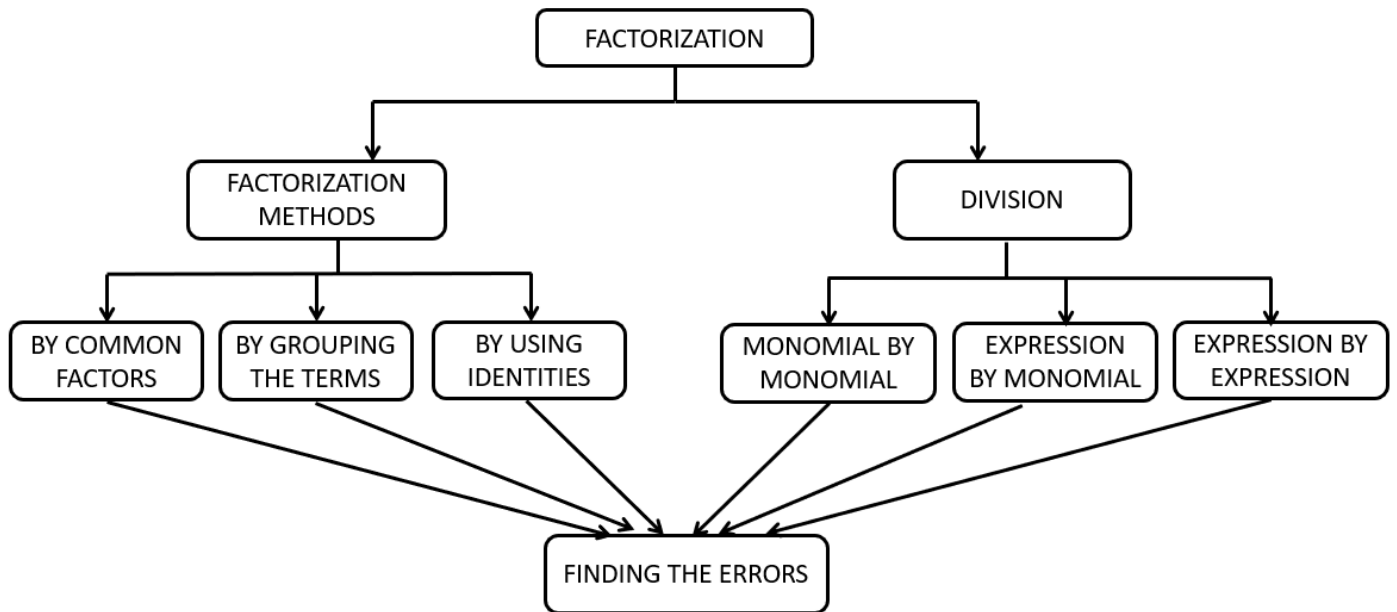 FACTORIZATION
FACTORIZATION
METHODS
DIVISION
BY COMMON
FACTORS
BY GROUPING
THE TERMS
BY USING
IDENTITIES
MONOMIAL BY
MONOMIAL
EXPRESSION
BY MONOMIAL
EXPRESSION BY
EXPRESSION
FINDING THE ERRORS